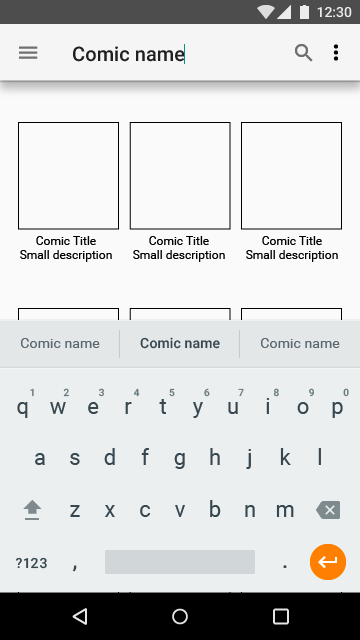 12:30
Comic name
Comic Title Comic Title Comic Title
Small description Small description Small description
Comic name Comic name Comic name
1 2 3 4 5 6 7 8 9 0
q w e r t y u i o p
a s d f g h j k l
z x c v b n m
?123 , .